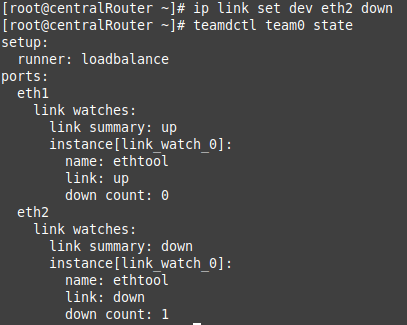 [root@centralRouter ~]# ip link set dev eth2 down
[root@centralRouter ~]# teamdctl team0 state
setup:
  runner: loadbalance
ports:
  eth1
    link watches:
      link summary: up
      instance[link_watch_0]:
        name: ethtool
        link: up
        down count: 0
  eth2
    link watches:
      link summary: down
      instance[link_watch_0]:
        name: ethtool
        link: down
        down count: 1